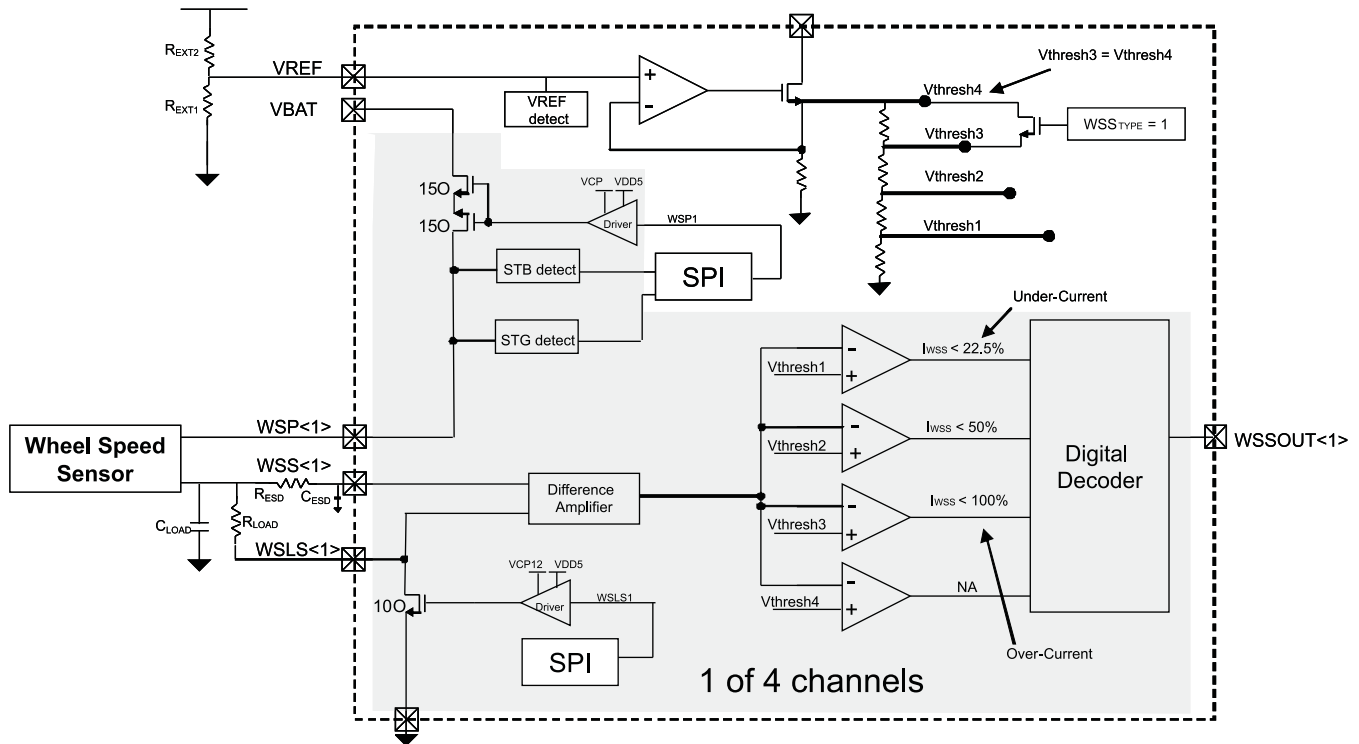 REXT2
REXT1
VREF
VBAT
VREF
detect
+
-
Vthresh3 = Vthresh4
Vthresh4
Vthresh3
Vthresh2
Vthresh1
WSSTYPE = 1
15O
15O
VCP
VDD5
Driver
WSP1
STB detect
SPI
STG detect
Under-Current
Wheel Speed
Sensor
WSP<1>
WSS<1>
RESD
CESD
CLOAD
RLOAD
WSLS<1>
Difference
Amplifier
-
Vthresh1
+
IWSS < 22.5%
-
Vthresh2
+
IWSS < 50%
-
Vthresh3
+
IWSS < 100%
-
Vthresh4
+
NA
Digital
Decoder
WSSOUT<1>
10O
VCP12
VDD5
Driver
WSLS1
SPI
Over-Current
1 of 4 channels